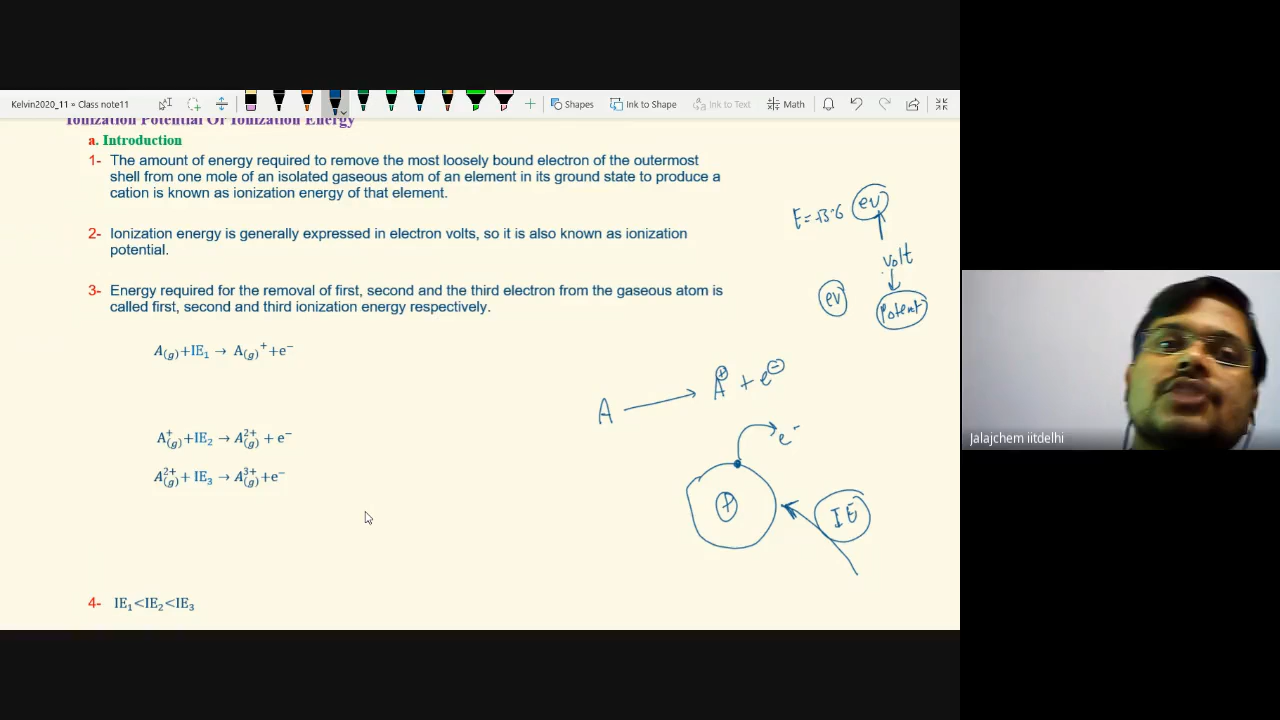 Kelvin2020_11 » Class note11
Shapes
Ink to Shape
Ink to Text
Math
Ionization Potential Or Ionization Energy
a. Introduction
1- The amount of energy required to remove the most loosely bound electron of the outermost
shell from one mole of an isolated gaseous atom of an element in its ground state to produce a
cation is known as ionization energy of that element.
2- Ionization energy is generally expressed in electron volts, so it is also known as ionization
potential.
3- Energy required for the removal of first, second and the third electron from the gaseous atom is
called first, second and third ionization energy respectively.
A(g)+IE₁ → A(g)⁺+e⁻
A⁺(g)+IE₂ → A²⁺(g) + e⁻
A²⁺(g)+ IE₃ → A³⁺(g)+e⁻
4- IE₁<IE₂<IE₃
E=-13.6 ev
volt
ev
Potent
A → A⊕ + e⊖
e⁻
+
IE
Jalajchem iitdelhi